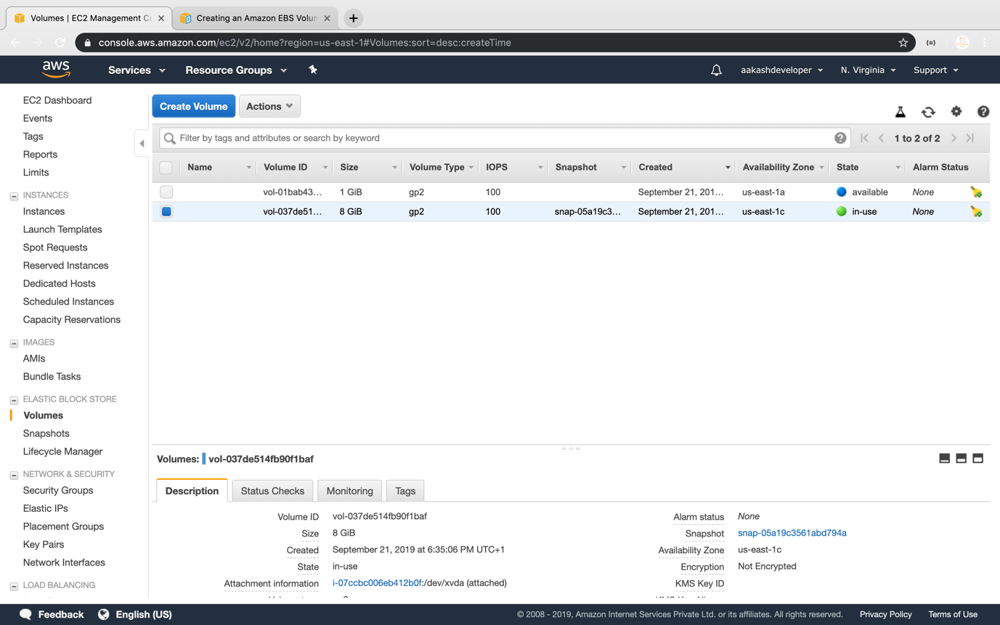 Volumes | EC2 Management Co
Creating an Amazon EBS Volum
console.aws.amazon.com/ec2/v2/home?region=us-east-1#Volumes:sort=desc:createTime
aws
Services
Resource Groups
aakashdeveloper
N. Virginia
Support
EC2 Dashboard
Events
Tags
Reports
Limits
INSTANCES
Instances
Launch Templates
Spot Requests
Reserved Instances
Dedicated Hosts
Scheduled Instances
Capacity Reservations
IMAGES
AMIs
Bundle Tasks
ELASTIC BLOCK STORE
Volumes
Snapshots
Lifecycle Manager
NETWORK & SECURITY
Security Groups
Elastic IPs
Placement Groups
Key Pairs
Network Interfaces
LOAD BALANCING
Create Volume
Actions
Filter by tags and attributes or search by keyword
1 to 2 of 2
Name Volume ID Size Volume Type IOPS Snapshot Created Availability Zone State Alarm Status
vol-01bab43... 1 GiB gp2 100 September 21, 201... us-east-1a available None
vol-037de51... 8 GiB gp2 100 snap-05a19c3... September 21, 201... us-east-1c in-use None
Volumes: vol-037de514fb90f1baf
Description
Status Checks
Monitoring
Tags
Volume ID vol-037de514fb90f1baf
Size 8 GiB
Created September 21, 2019 at 6:35:06 PM UTC+1
State in-use
Attachment information i-07ccbc006eb412b0f:/dev/xvda (attached)
Alarm status None
Snapshot snap-05a19c3561abd794a
Availability Zone us-east-1c
Encryption Not Encrypted
KMS Key ID
Feedback
English (US)
© 2008 - 2019, Amazon Internet Services Private Ltd. or its affiliates. All rights reserved.
Privacy Policy
Terms of Use